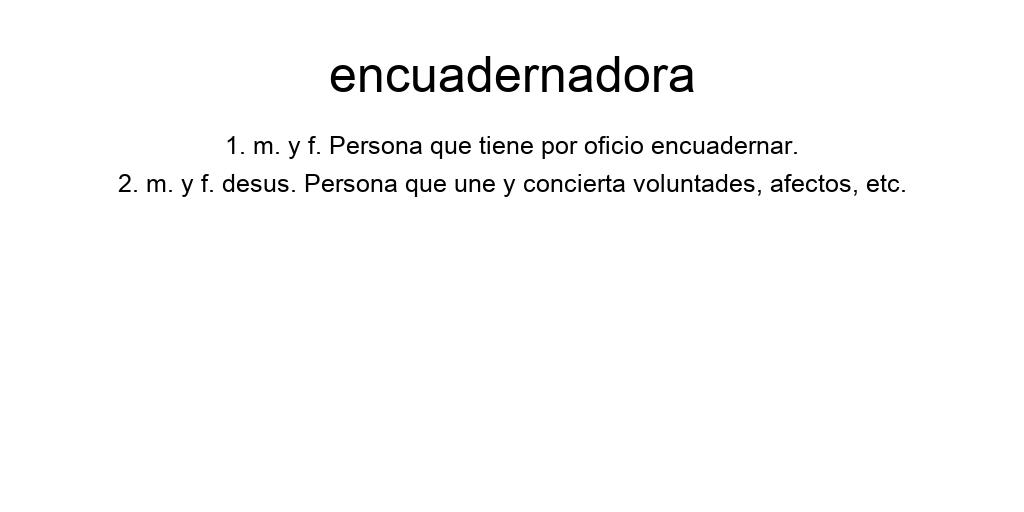 encuadernadora
1. m. y f. Persona que tiene por oficio encuadernar.
2. m. y f. desus. Persona que une y concierta voluntades, afectos, etc.